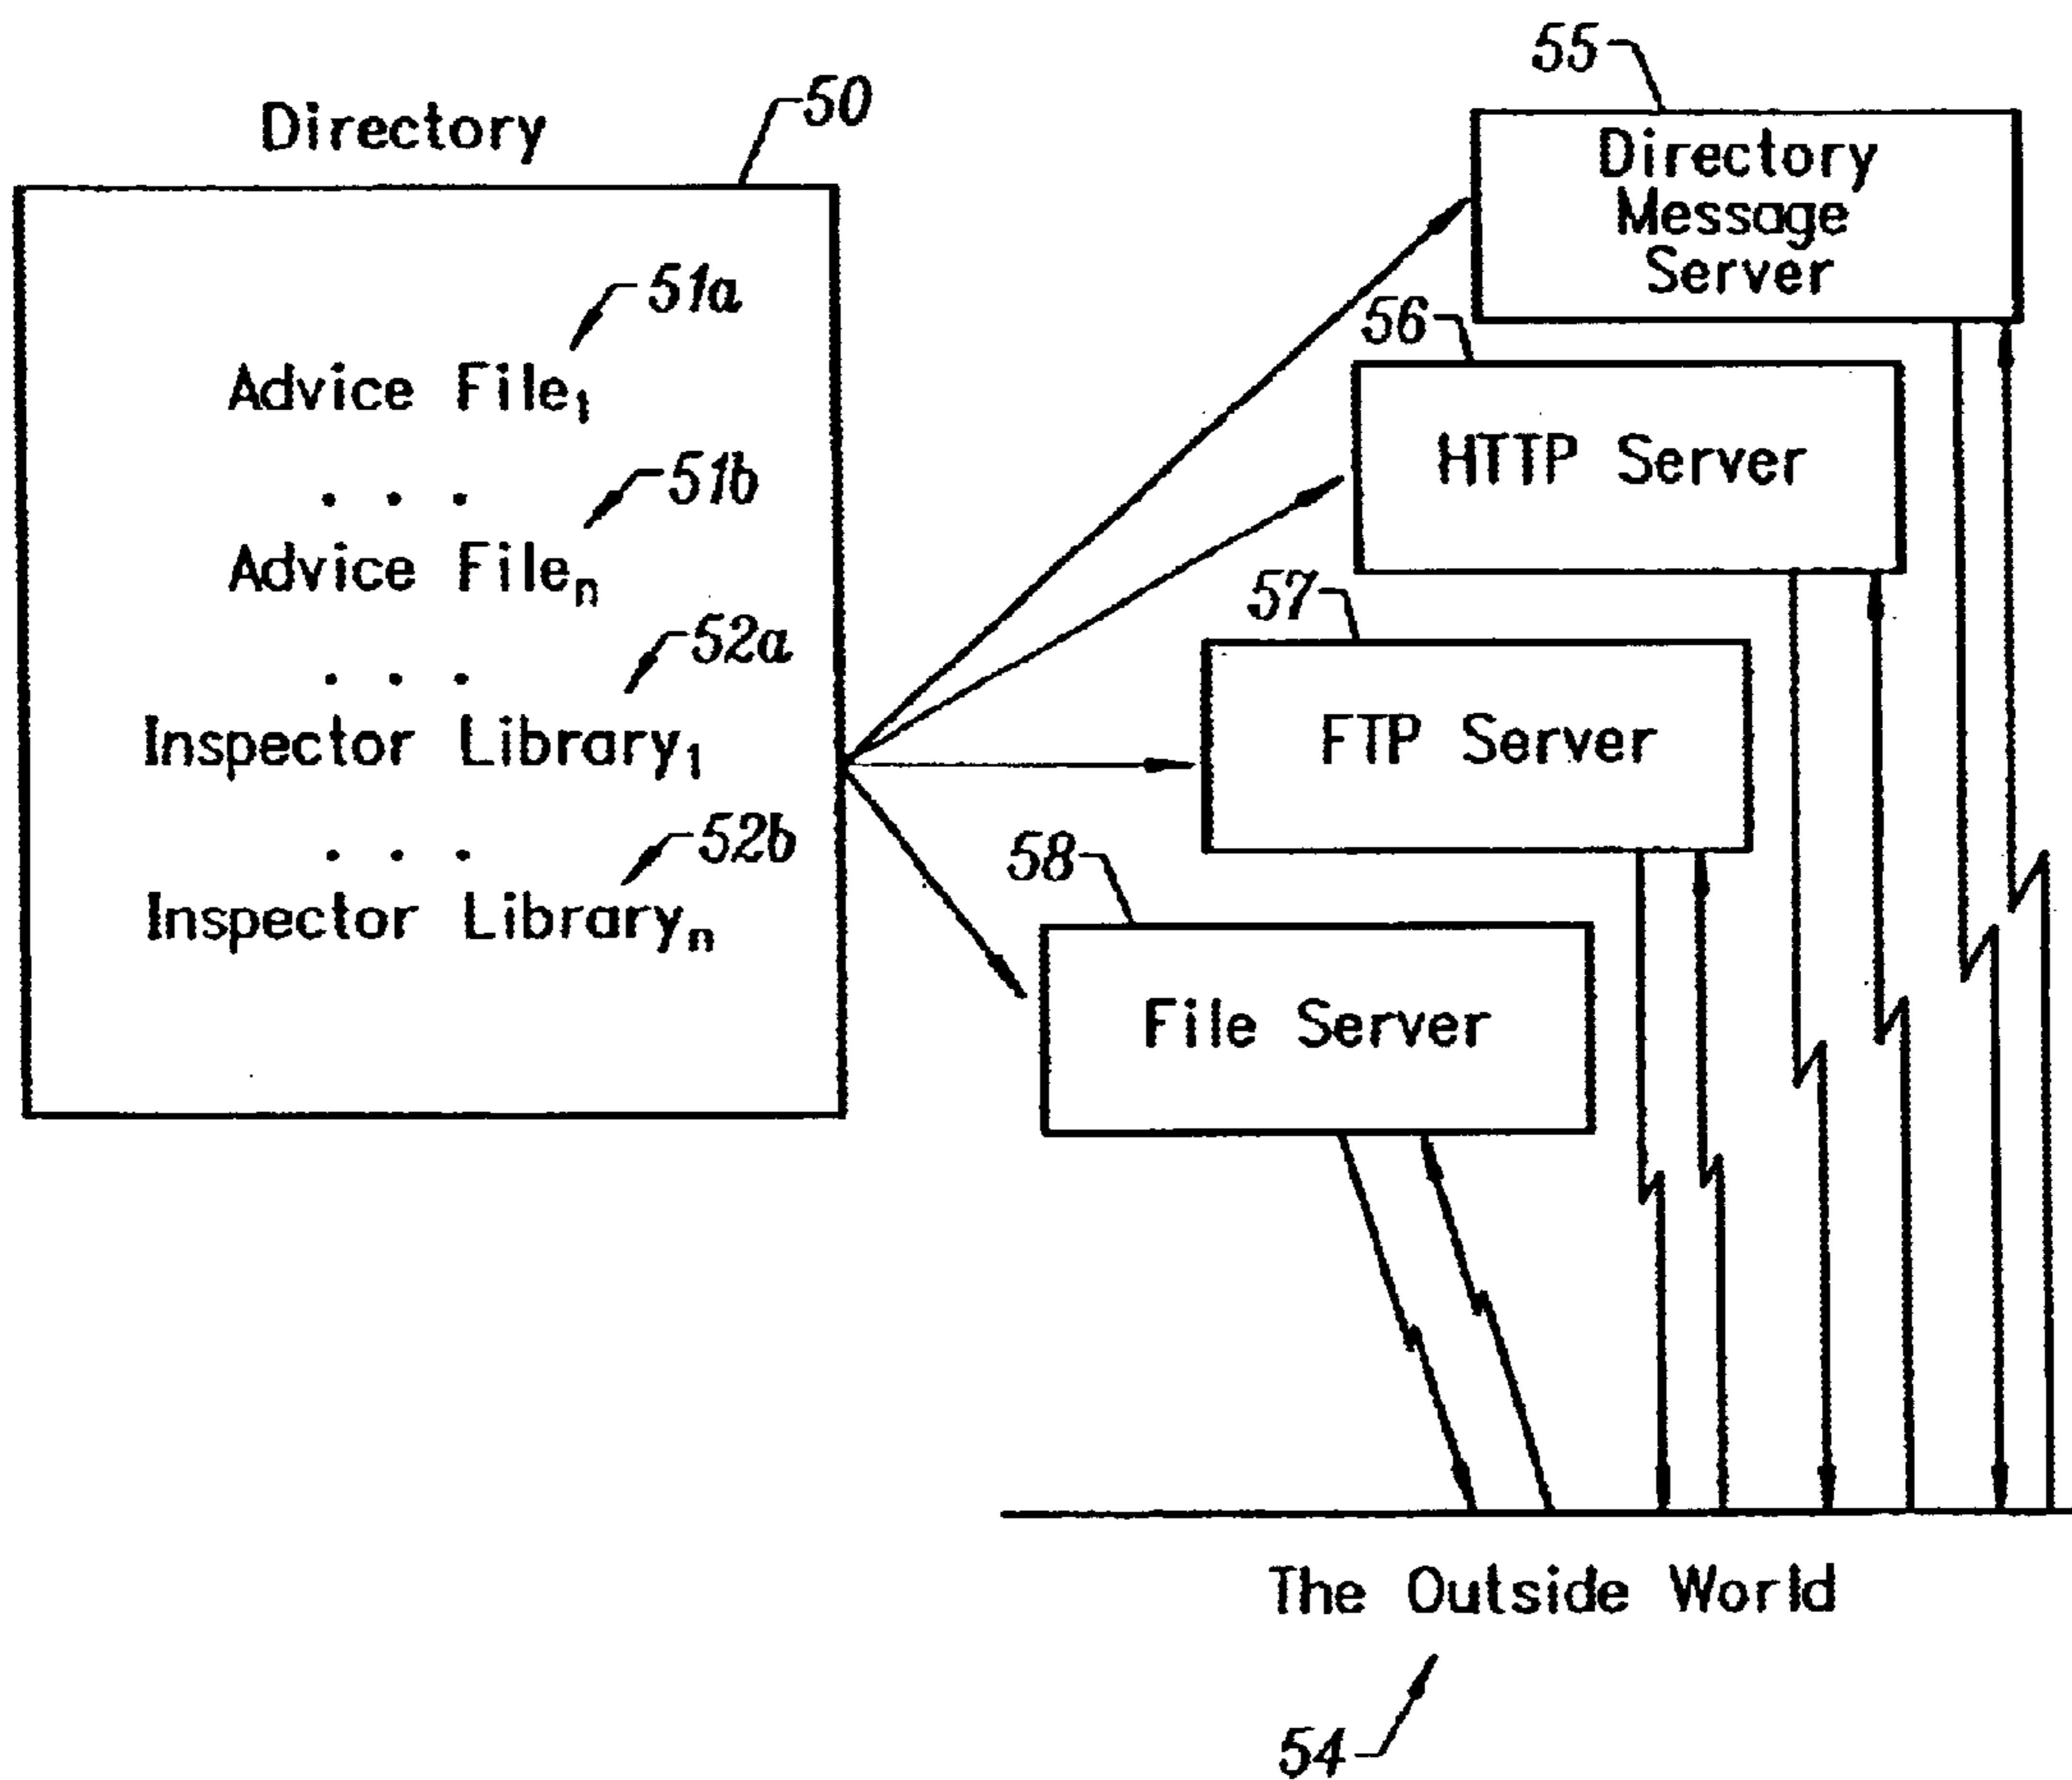 55
50
Directory
Directory
Message
Server
51a
56
Advice File₁
51b
HTTP Server
. . .
Advice Fileₙ
57
52a
. . .
Inspector Library₁
FTP Server
52b
58
. . .
Inspector Libraryₙ
File Server
The Outside World
54